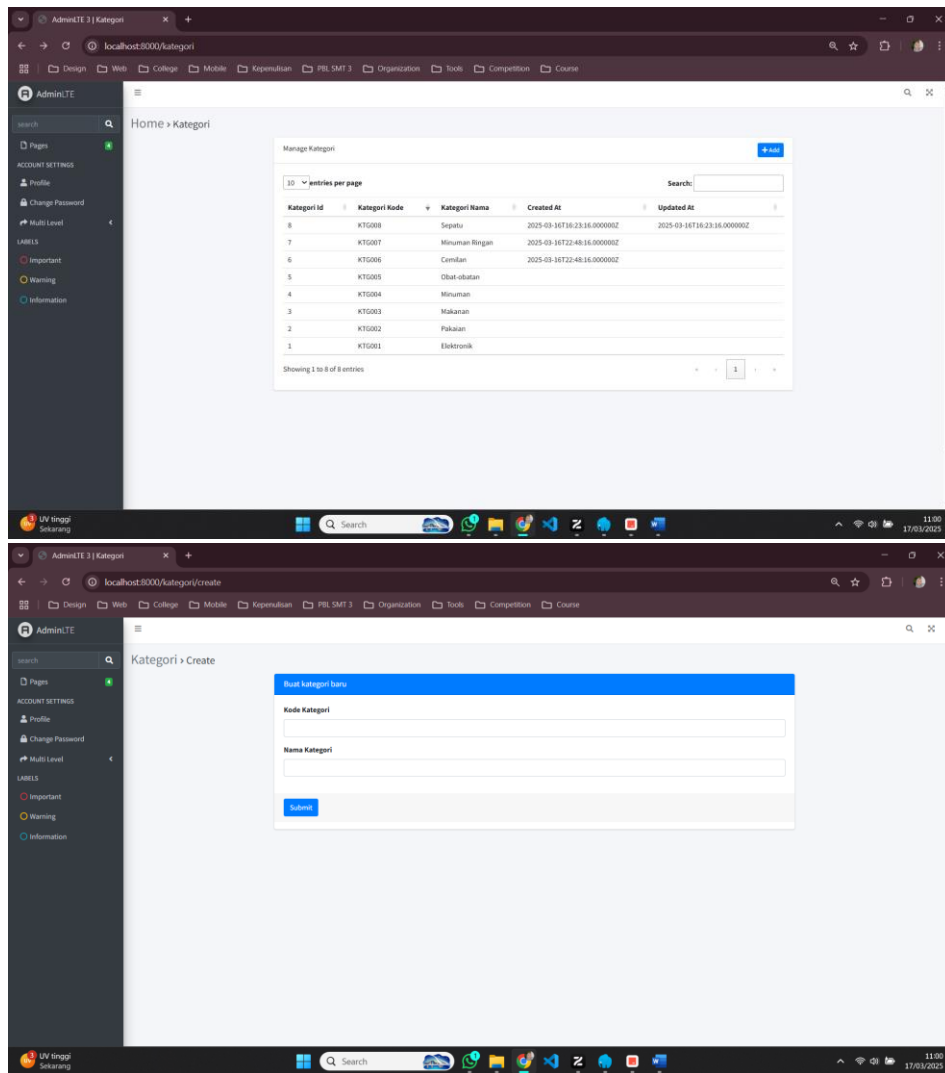 AdminLTE 3 | Kategori
localhost:8000/kategori
Design Web College Mobile Kepenulisan PBL SMT 3 Organization Tools Competition Course
AdminLTE
search
Home › Kategori
Pages 4
ACCOUNT SETTINGS
Profile
Change Password
Multi Level
LABELS
Important
Warning
Information
Manage Kategori
+ Add
10 entries per page
Search:
Kategori Id Kategori Kode Kategori Nama Created At Updated At
8 KTG008 Sepatu 2025-03-16T16:23:16.000000Z 2025-03-16T16:23:16.000000Z
7 KTG007 Minuman Ringan 2025-03-16T22:48:16.000000Z
6 KTG006 Cemilan 2025-03-16T22:48:16.000000Z
5 KTG005 Obat-obatan
4 KTG004 Minuman
3 KTG003 Makanan
2 KTG002 Pakaian
1 KTG001 Elektronik
Showing 1 to 8 of 8 entries
« ‹ 1 › »
3
UV tinggi
Sekarang
Search
11:00
17/03/2025
AdminLTE 3 | Kategori
localhost:8000/kategori/create
Design Web College Mobile Kepenulisan PBL SMT 3 Organization Tools Competition Course
AdminLTE
search
Kategori › Create
Pages 4
ACCOUNT SETTINGS
Profile
Change Password
Multi Level
LABELS
Important
Warning
Information
Buat kategori baru
Kode Kategori
Nama Kategori
Submit
3
UV tinggi
Sekarang
Search
11:00
17/03/2025